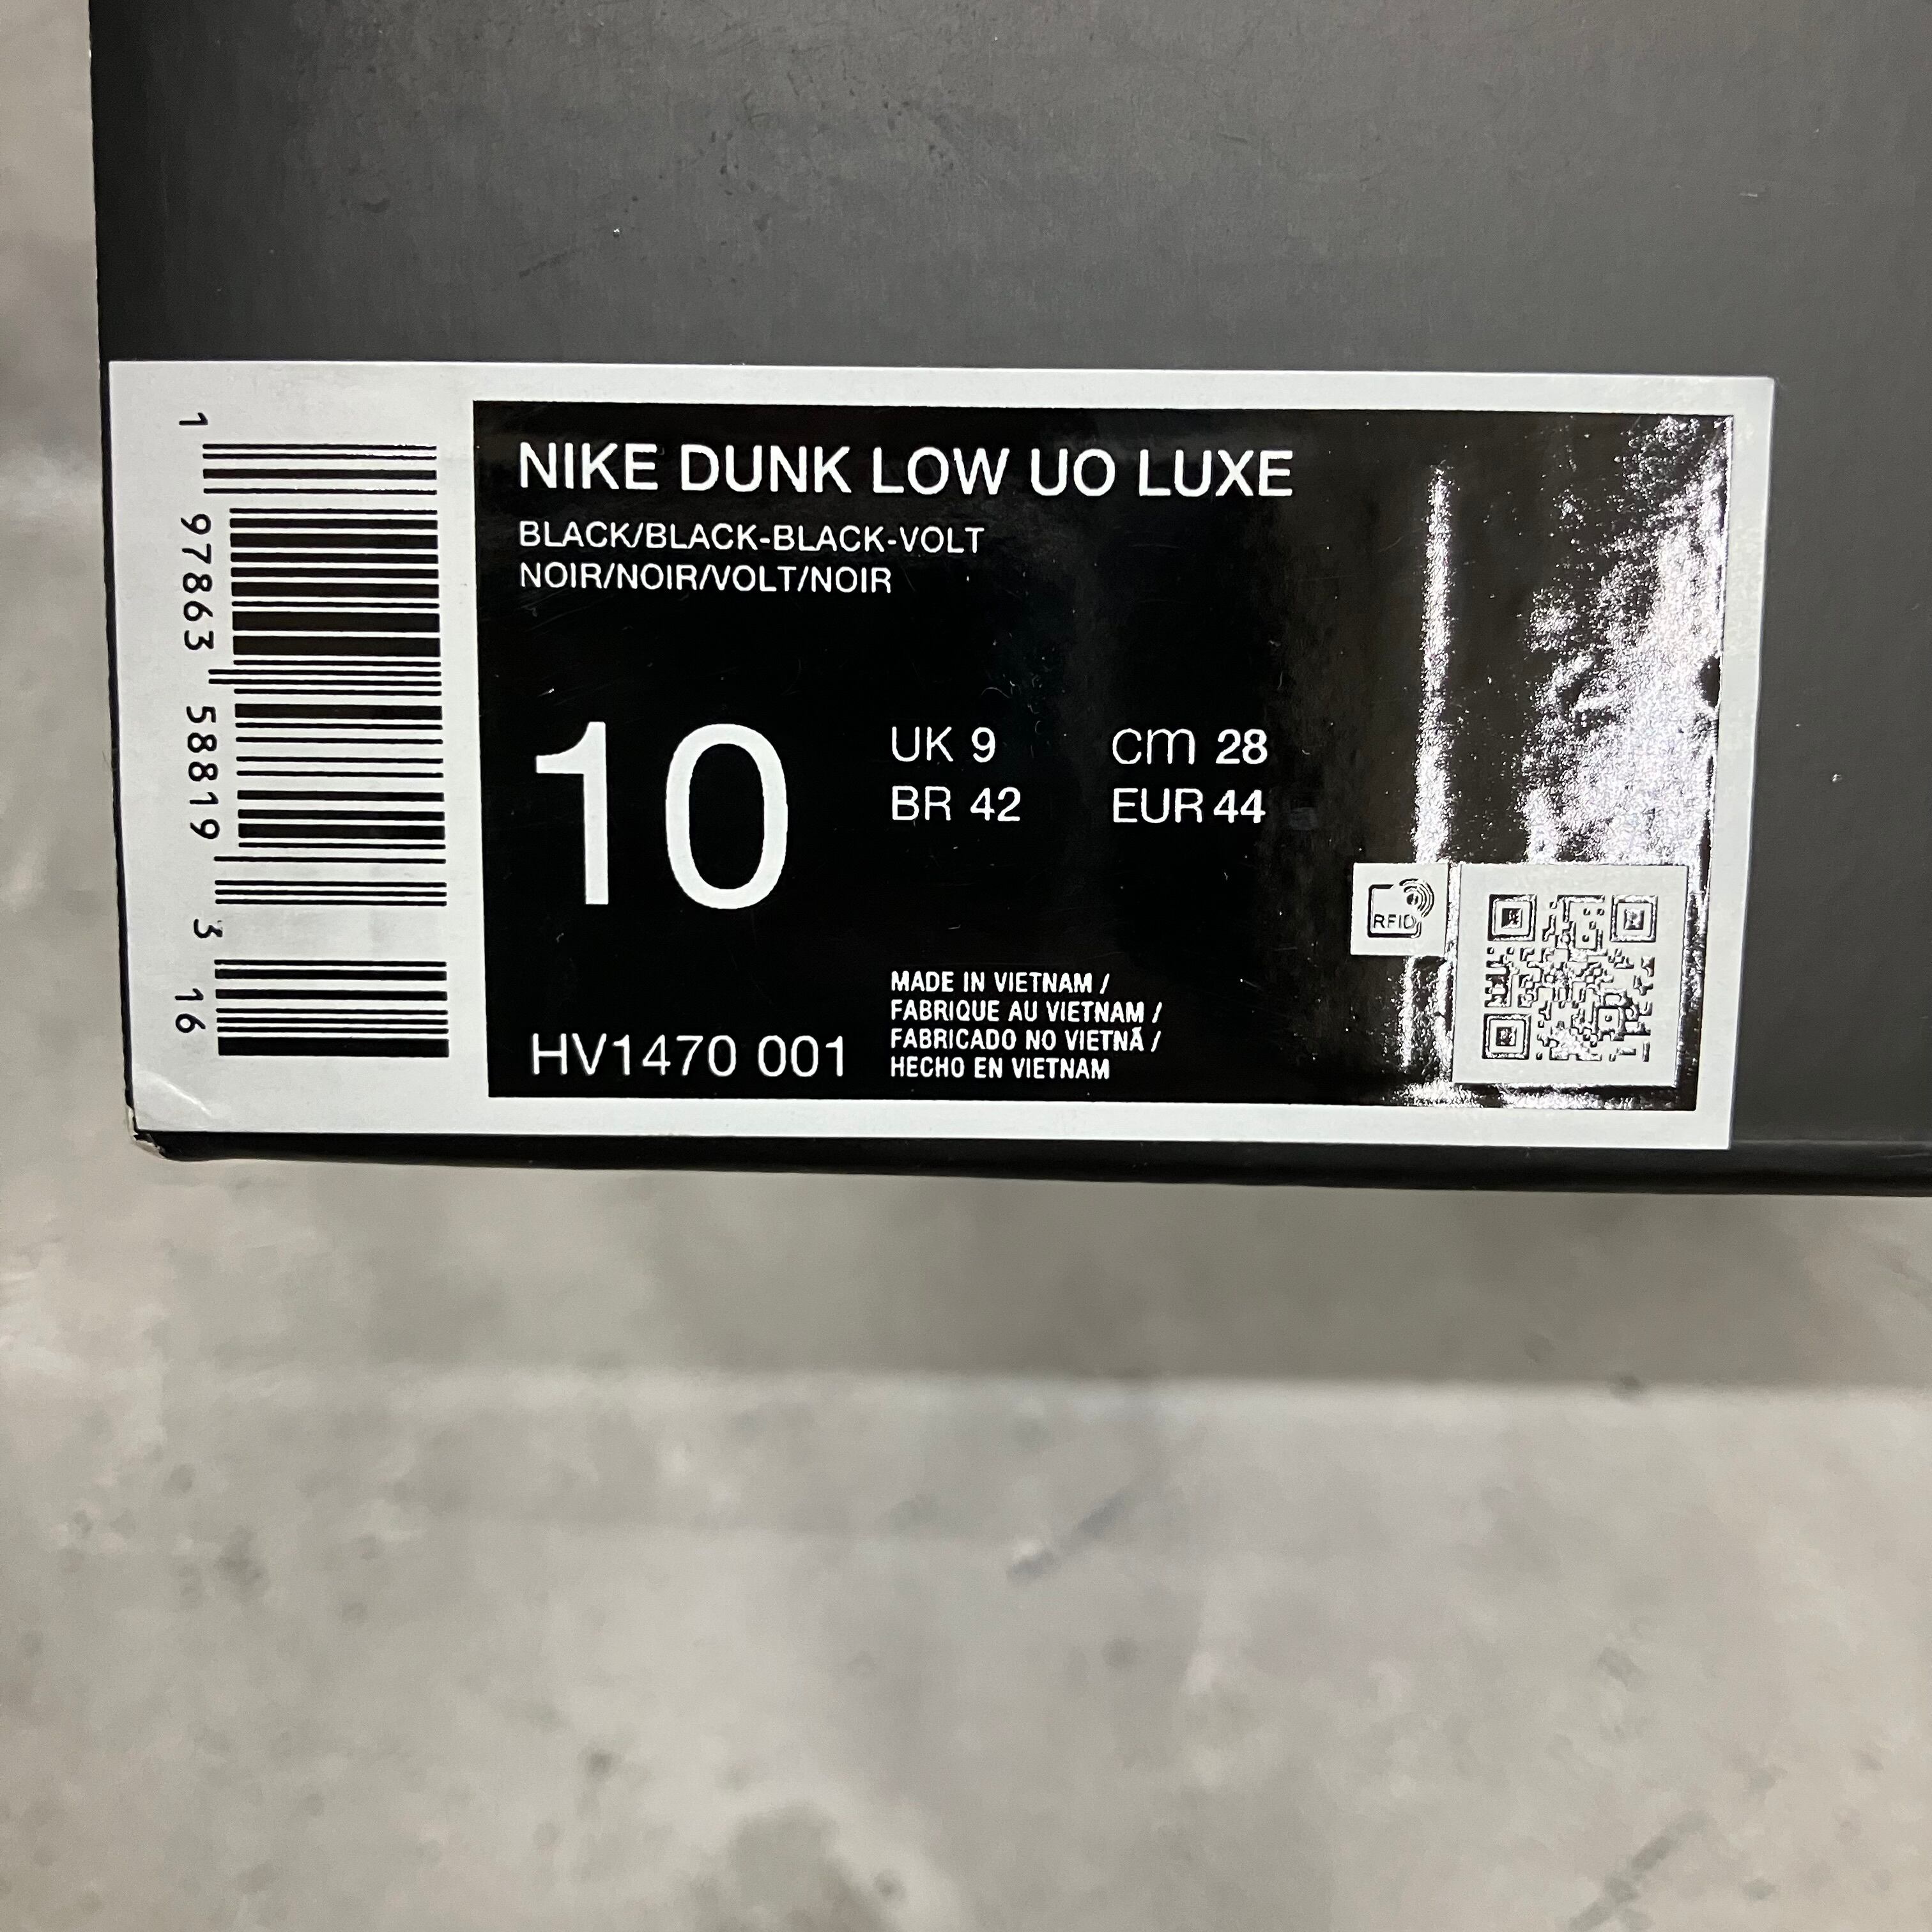 NIKE DUNK LOW UO LUXE
BLACK/BLACK-BLACK-VOLT
NOIR/NOIR/VOLT/NOIR
10
UK 9 cm 28
BR 42 EUR 44
HV1470 001
MADE IN VIETNAM /
FABRIQUE AU VIETNAM /
FABRICADO NO VIETNÃ /
HECHO EN VIETNAM
RFID
1 97863 58819 3 16